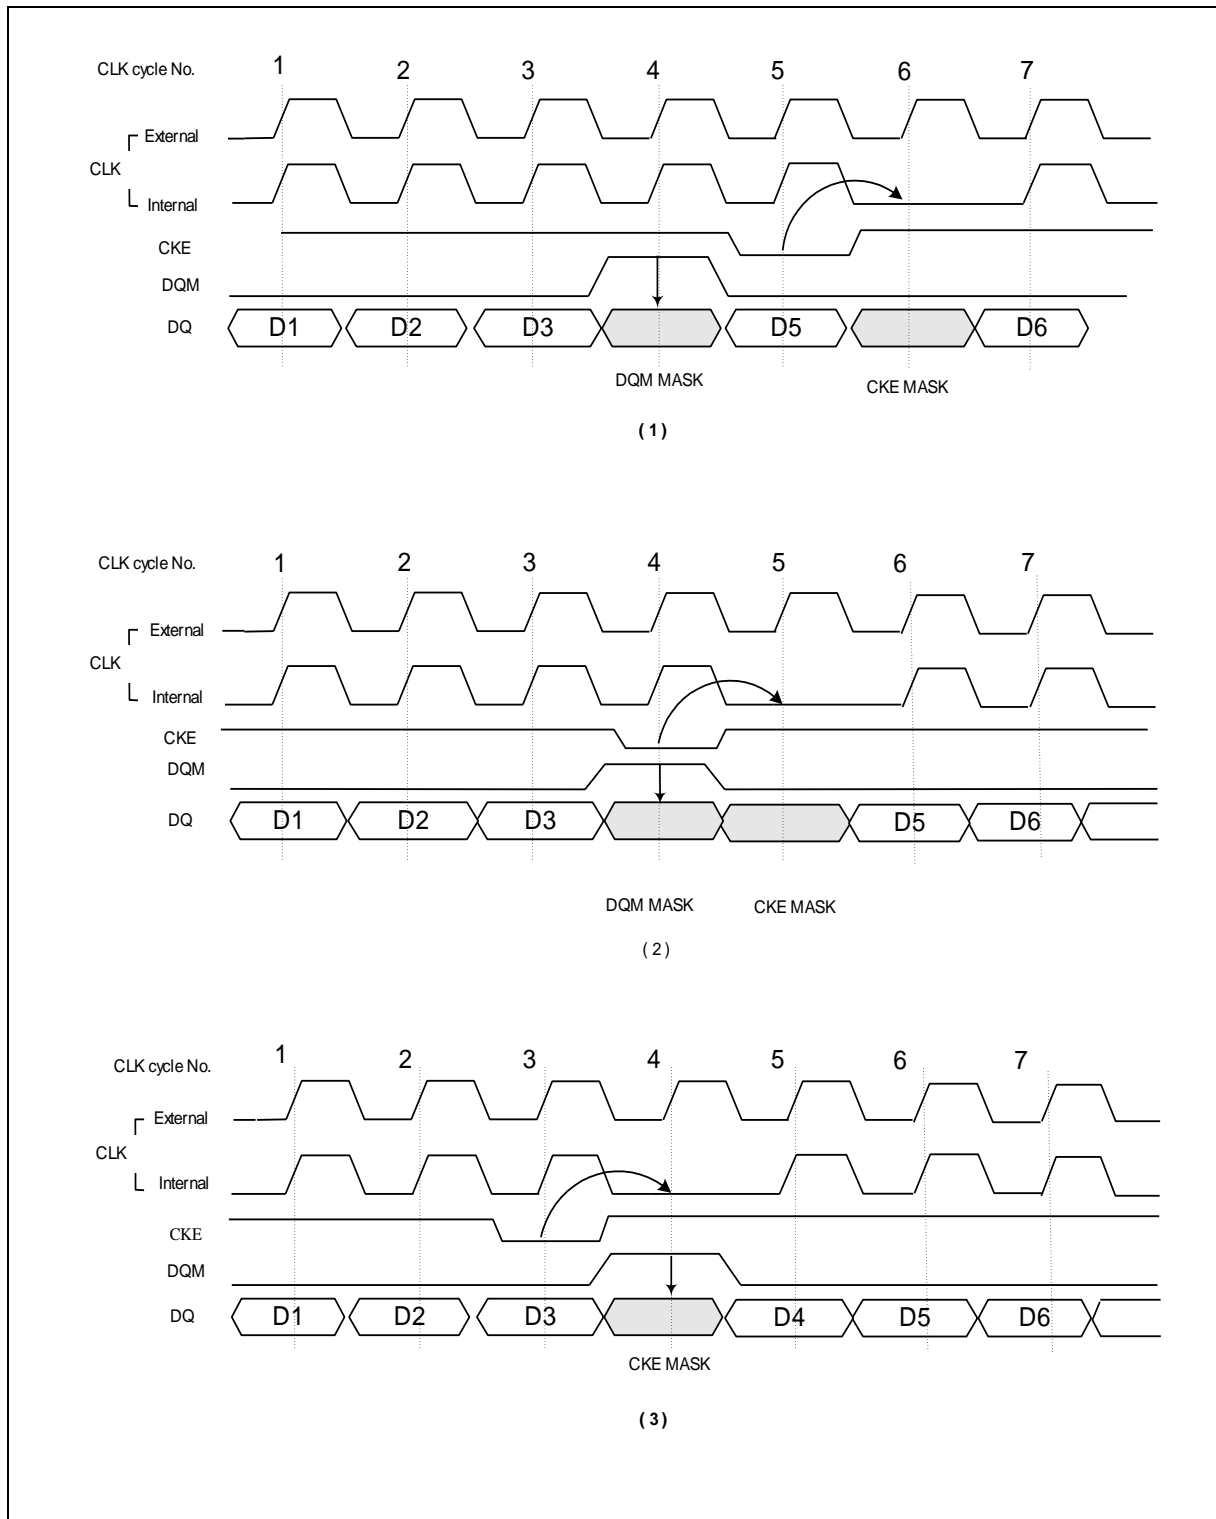 CLK cycle No. 1 2 3 4 5 6 7
External
CLK
Internal
CKE
DQM
DQ D1 D2 D3 D5 D6
DQM MASK CKE MASK
( 1 )
CLK cycle No. 1 2 3 4 5 6 7
External
CLK
Internal
CKE
DQM
DQ D1 D2 D3 D5 D6
DQM MASK CKE MASK
( 2 )
CLK cycle No. 1 2 3 4 5 6 7
External
CLK
Internal
CKE
DQM
DQ D1 D2 D3 D4 D5 D6
CKE MASK
( 3 )